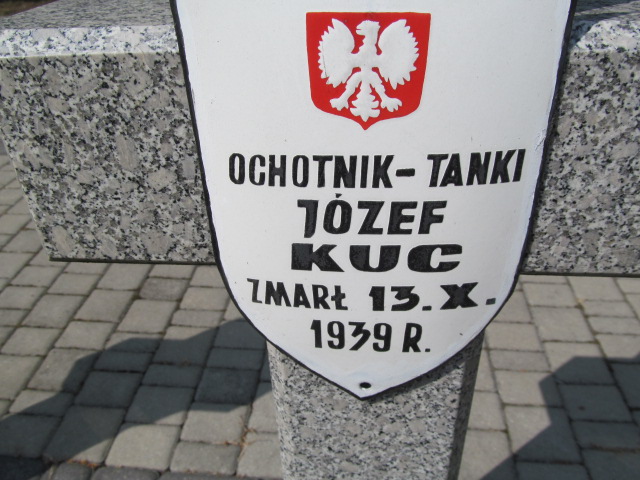 OCHOTNIK - TANKI
JÓZEF
KUC
ZMARŁ 13.X.
1939 R.